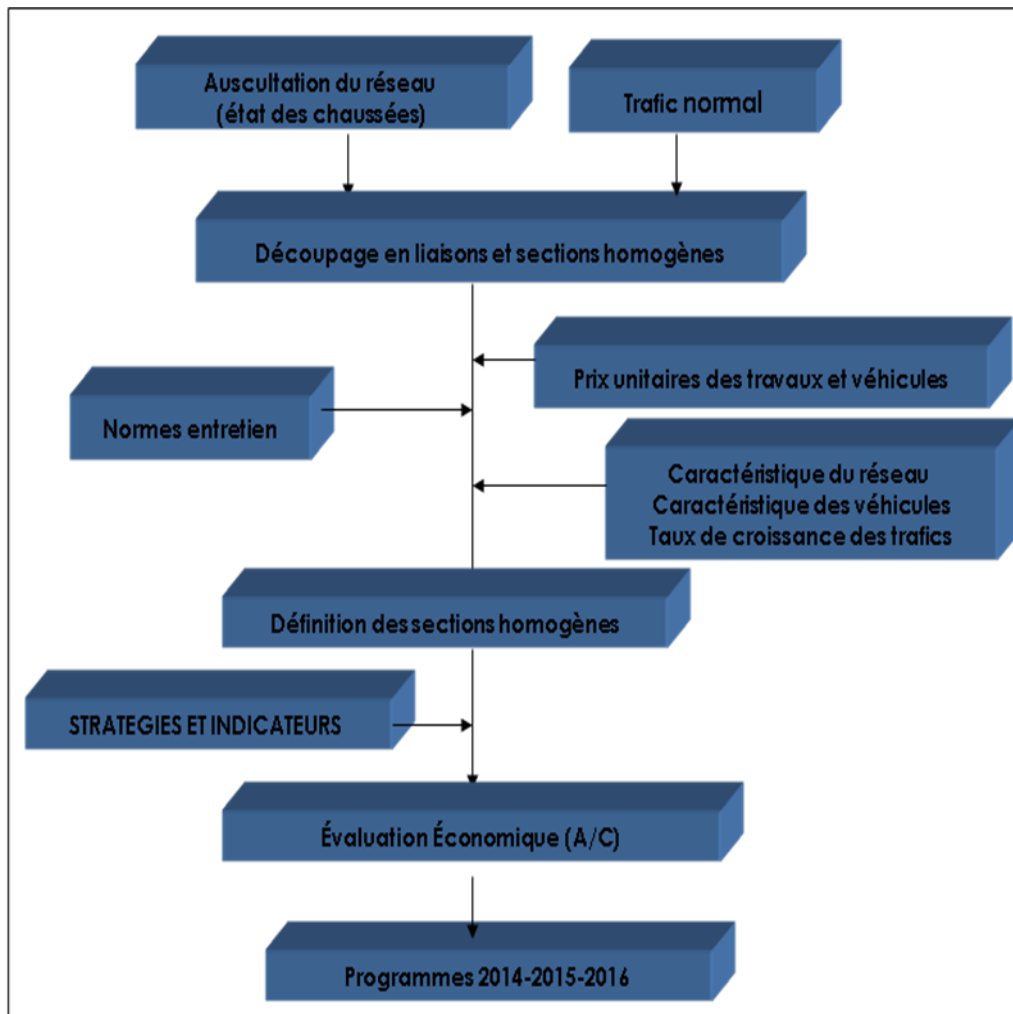 Auscultation du réseau
(état des chaussées)
Trafic normal
Découpage en liaisons et sections homogènes
Prix unitaires des travaux et véhicules
Normes entretien
Caractéristique du réseau
Caractéristique des véhicules
Taux de croissance des trafics
Définition des sections homogènes
STRATEGIES ET INDICATEURS
Évaluation Économique (A/C)
Programmes 2014-2015-2016